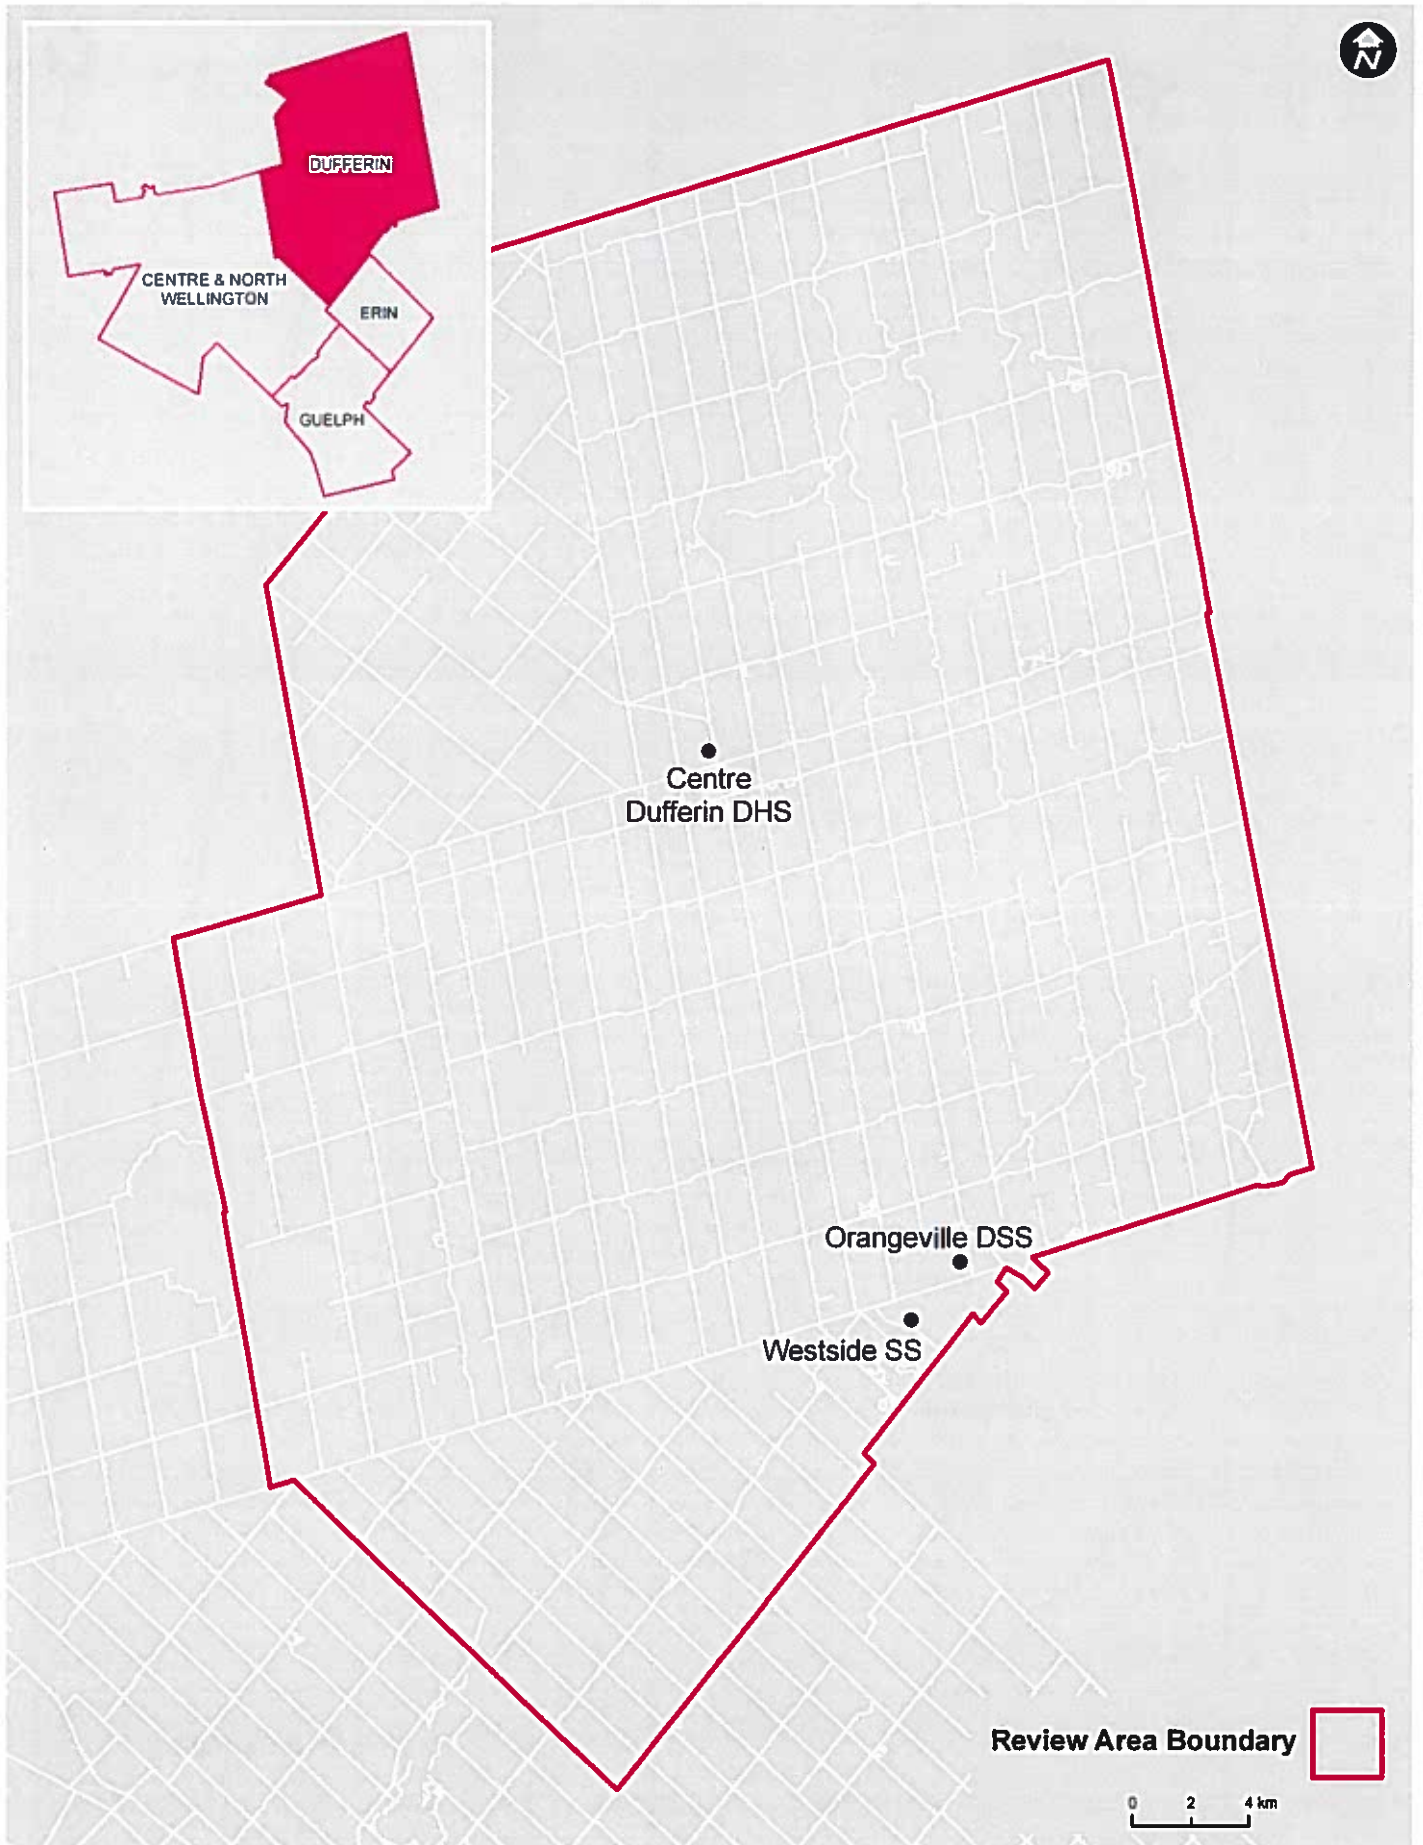 N
DUFFERIN
CENTRE & NORTH
WELLINGTON
ERIN
GUELPH
Centre
Dufferin DHS
Orangeville DSS
Westside SS
Review Area Boundary
0 2 4 km